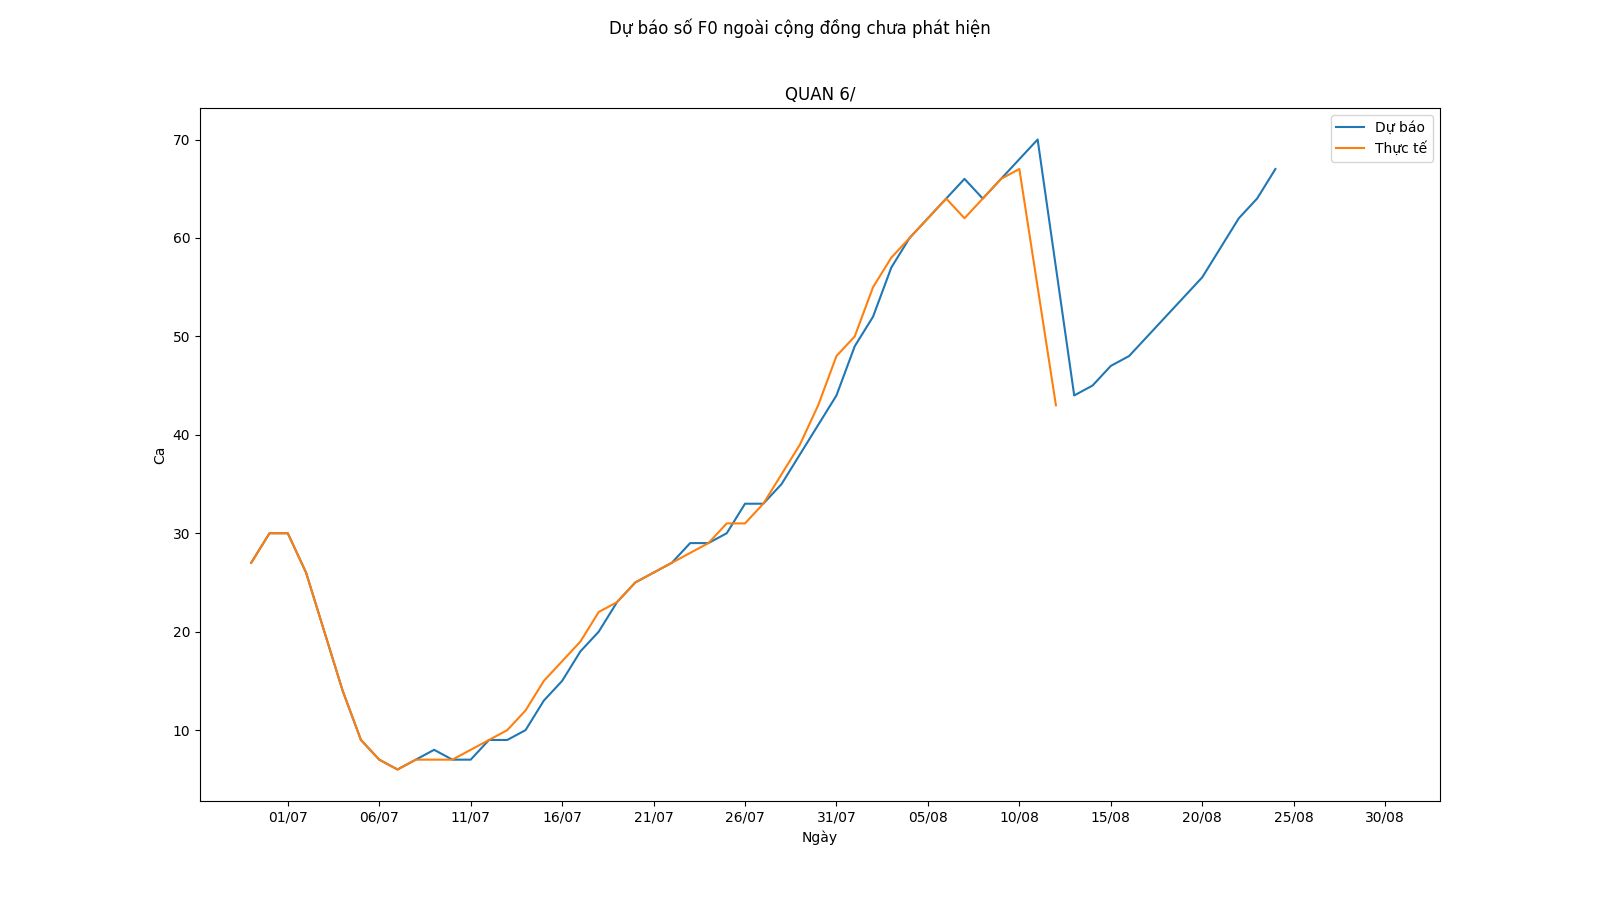 Dự báo số F0 ngoài cộng đồng chưa phát hiện
QUAN 6/
Dự báo
Thực tế
70
60
50
40
30
20
10
Ca
01/07 06/07 11/07 16/07 21/07 26/07 31/07 05/08 10/08 15/08 20/08 25/08 30/08
Ngày